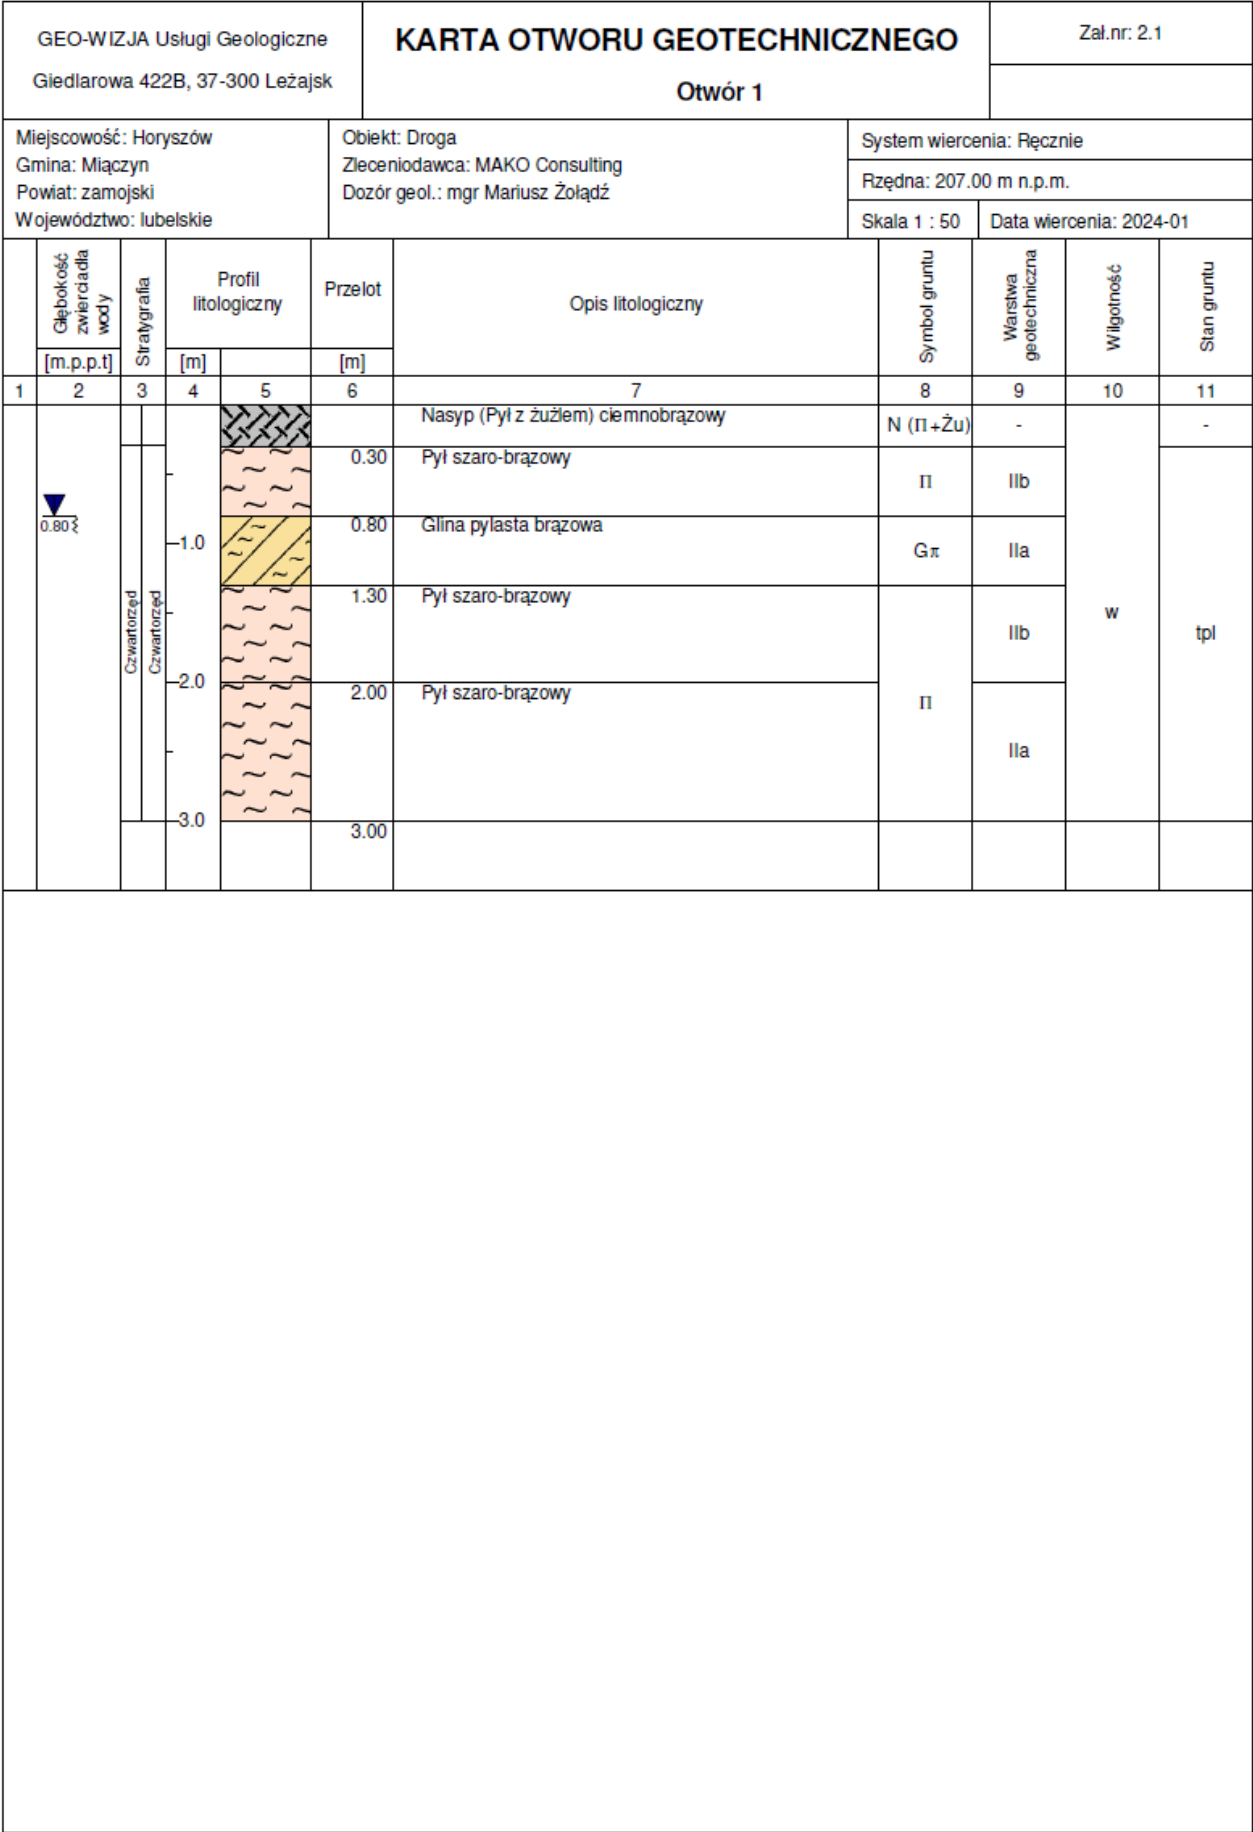 GEO-WIZJA Usługi Geologiczne
Giedlarowa 422B, 37-300 Leżajsk
KARTA OTWORU GEOTECHNICZNEGO
Otwór 1
Zał.nr: 2.1
Miejscowość: Horyszów
Gmina: Miączyn
Powiat: zamojski
Województwo: lubelskie
Obiekt: Droga
Zleceniodawca: MAKO Consulting
Dozór geol.: mgr Mariusz Żołądź
System wiercenia: Ręcznie
Rzędna: 207.00 m n.p.m.
Skala 1 : 50
Data wiercenia: 2024-01
Głębokość
zwierciadła
wody
[m.p.p.t]
Stratygrafia
Profil
litologiczny
[m]
Przelot
[m]
Opis litologiczny
Symbol gruntu
Warstwa
geotechniczna
Wilgotność
Stan gruntu
1 2 3 4 5 6 7 8 9 10 11
Nasyp (Pył z żużlem) ciemnobrązowy N (Π+Żu) - -
0.30 Pył szaro-brązowy Π IIb
0.80
0.80 Glina pylasta brązowa
1.0 Gπ IIa
1.30 Pył szaro-brązowy
Czwartorzęd
Czwartorzęd
IIb w tpl
2.0
2.00 Pył szaro-brązowy
Π
IIa
3.0
3.00